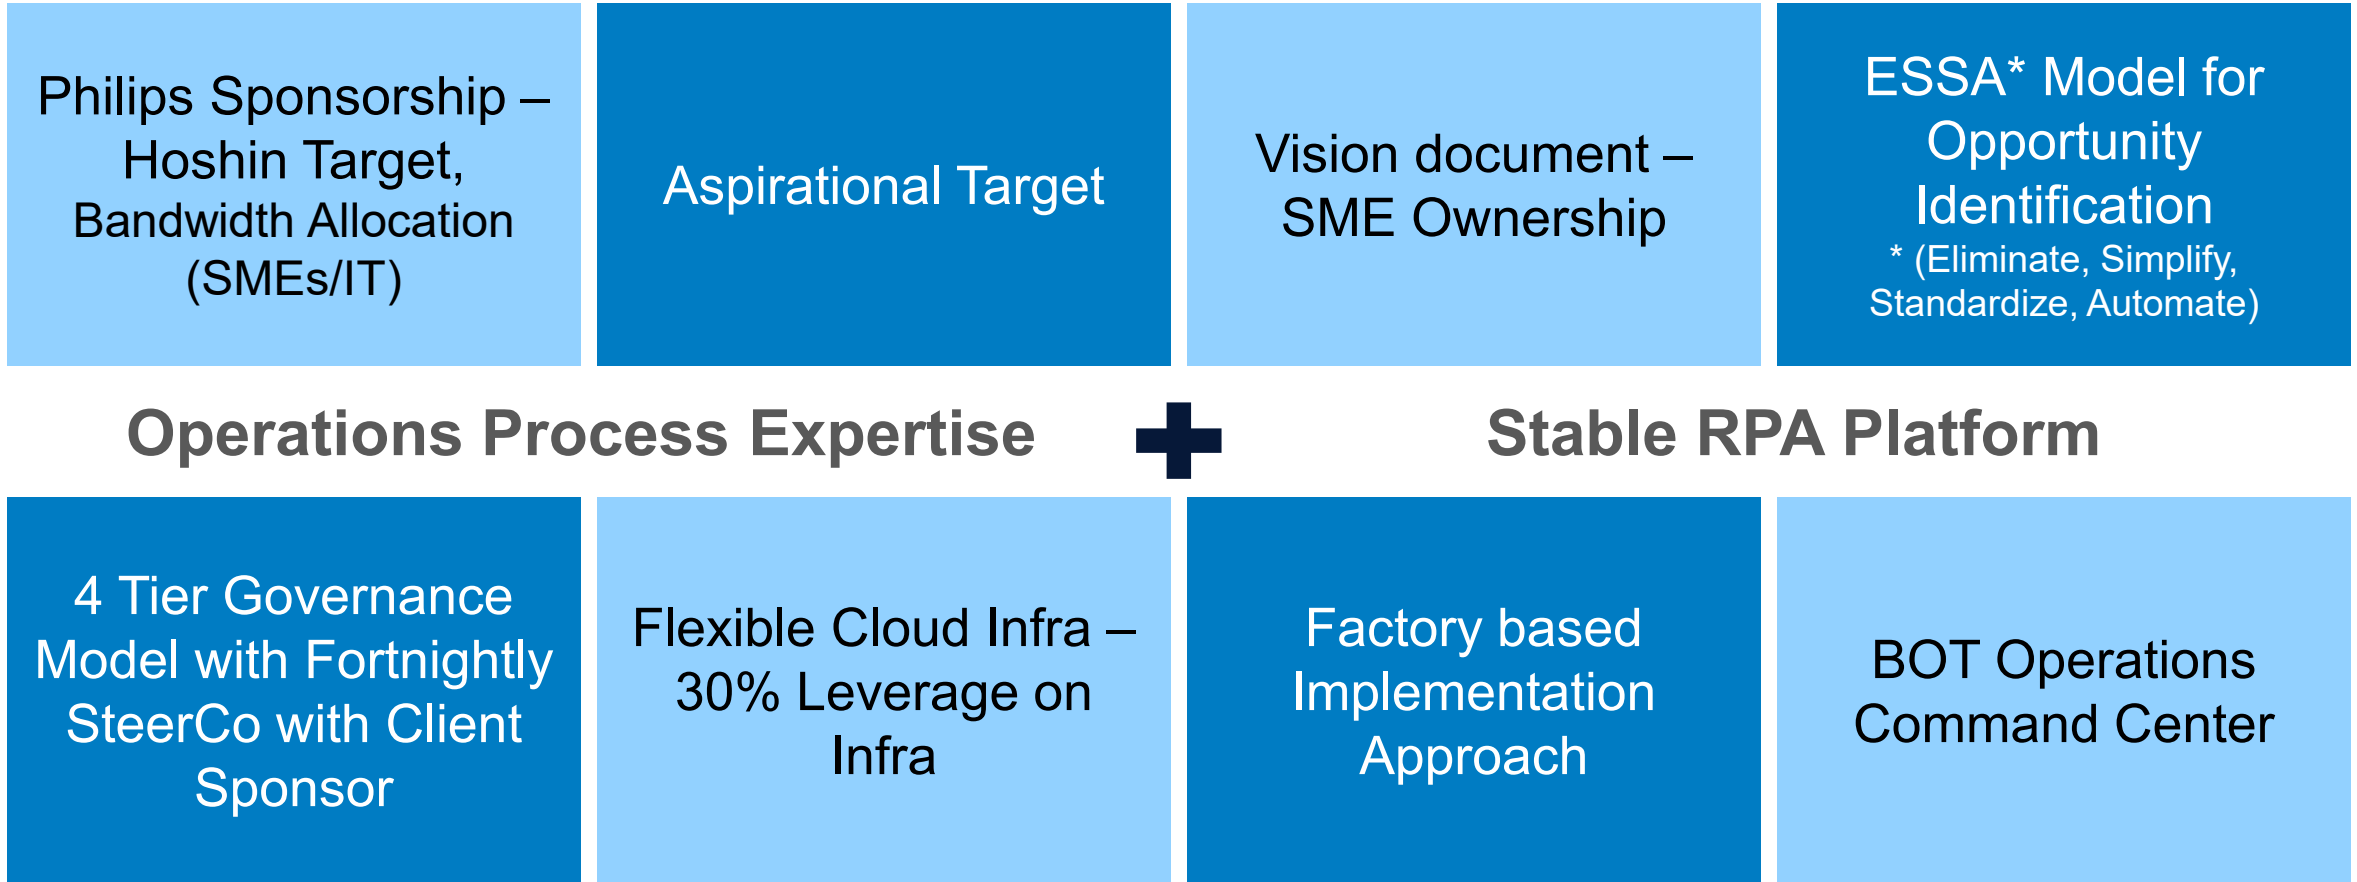 Philips Sponsorship –
Hoshin Target,
Bandwidth Allocation
(SMEs/IT)
Aspirational Target
Vision document –
SME Ownership
ESSA* Model for
Opportunity
Identification
* (Eliminate, Simplify,
Standardize, Automate)
Operations Process Expertise
Stable RPA Platform
4 Tier Governance
Model with Fortnightly
SteerCo with Client
Sponsor
Flexible Cloud Infra –
30% Leverage on
Infra
Factory based
Implementation
Approach
BOT Operations
Command Center